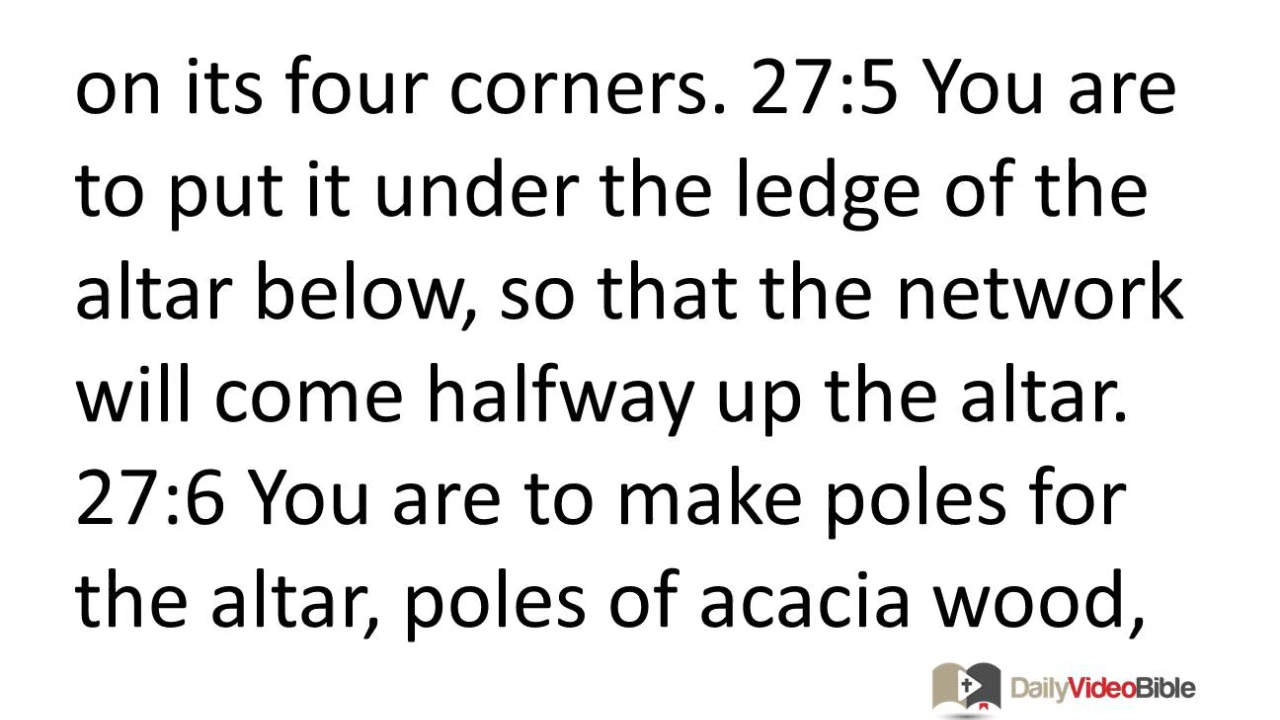 on its four corners. 27:5 You are
to put it under the ledge of the
altar below, so that the network
will come halfway up the altar.
27:6 You are to make poles for
the altar, poles of acacia wood,
DailyVideoBible